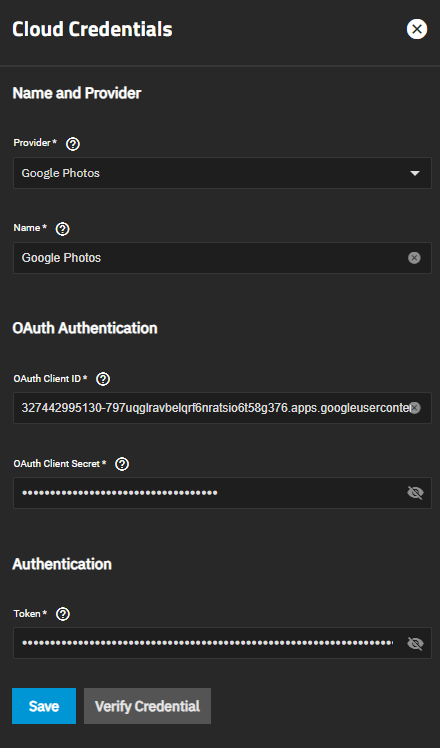 Cloud Credentials
Name and Provider
Provider *
Google Photos
Name *
Google Photos
OAuth Authentication
OAuth Client ID *
327442995130-797uqglravbelqrf6nratsio6t58g376.apps.googleuserconte
OAuth Client Secret *
••••••••••••••••••••••••••••••••••••
Authentication
Token *
••••••••••••••••••••••••••••••••••••••••••••••••••••••••••••••••••••
Save Verify Credential